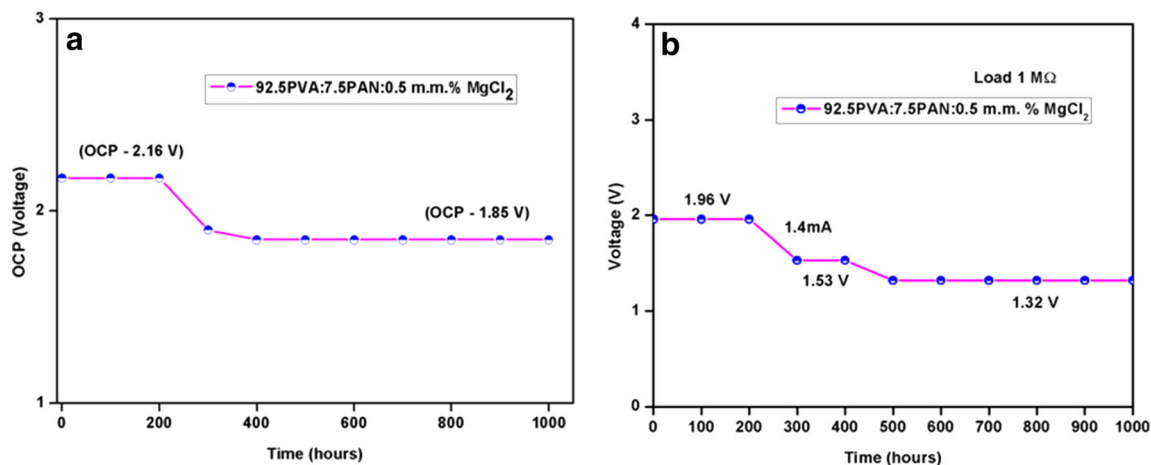 a
3
2
1
OCP (Voltage)
92.5PVA:7.5PAN:0.5 m.m.% MgCl2
(OCP - 2.16 V)
(OCP - 1.85 V)
0 200 400 600 800 1000
Time (hours)
b
4
3
2
1
0
Voltage (V)
Load 1 MΩ
92.5PVA:7.5PAN:0.5 m.m. % MgCl2
1.96 V
1.4mA
1.53 V
1.32 V
0 100 200 300 400 500 600 700 800 900 1000
Time (hours)